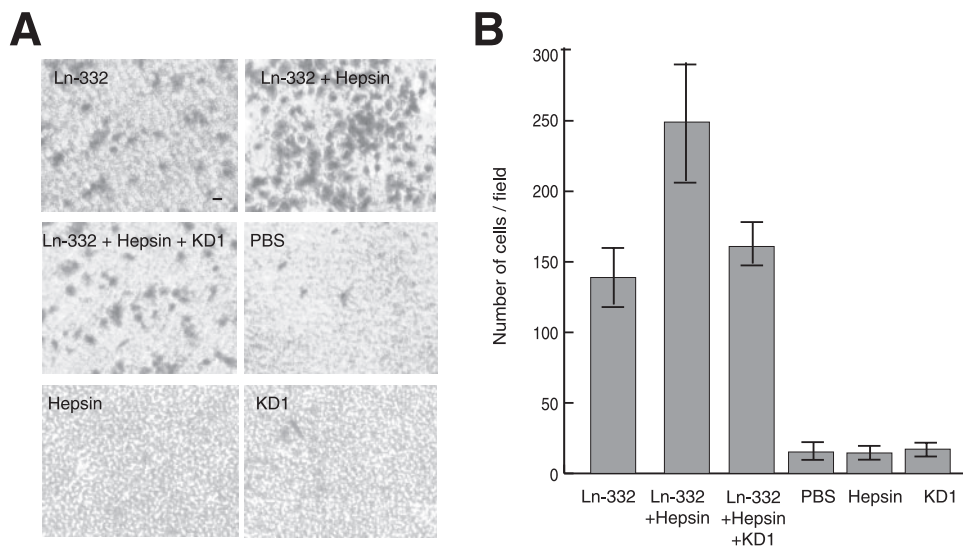 A
Ln-332
Ln-332 + Hepsin
Ln-332 + Hepsin + KD1
PBS
Hepsin
KD1
B
Number of cells / field
300
250
200
150
100
50
0
Ln-332
Ln-332
+Hepsin
Ln-332
+Hepsin
+KD1
PBS
Hepsin
KD1